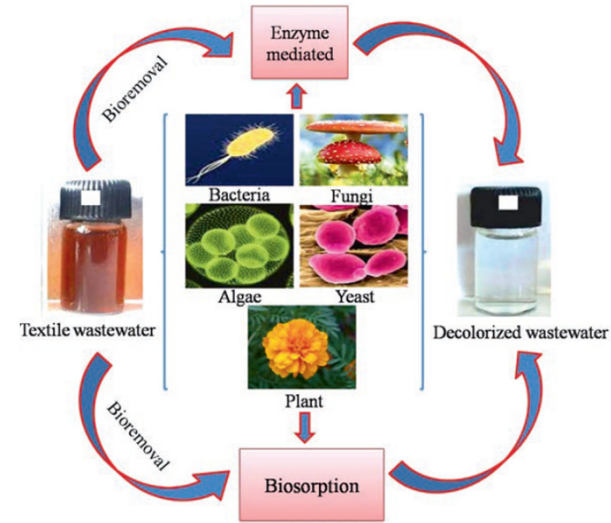 Enzyme
mediated
Bioremoval
Bacteria
Fungi
Algae
Yeast
Textile wastewater
Decolorized wastewater
Plant
Bioremoval
Biosorption